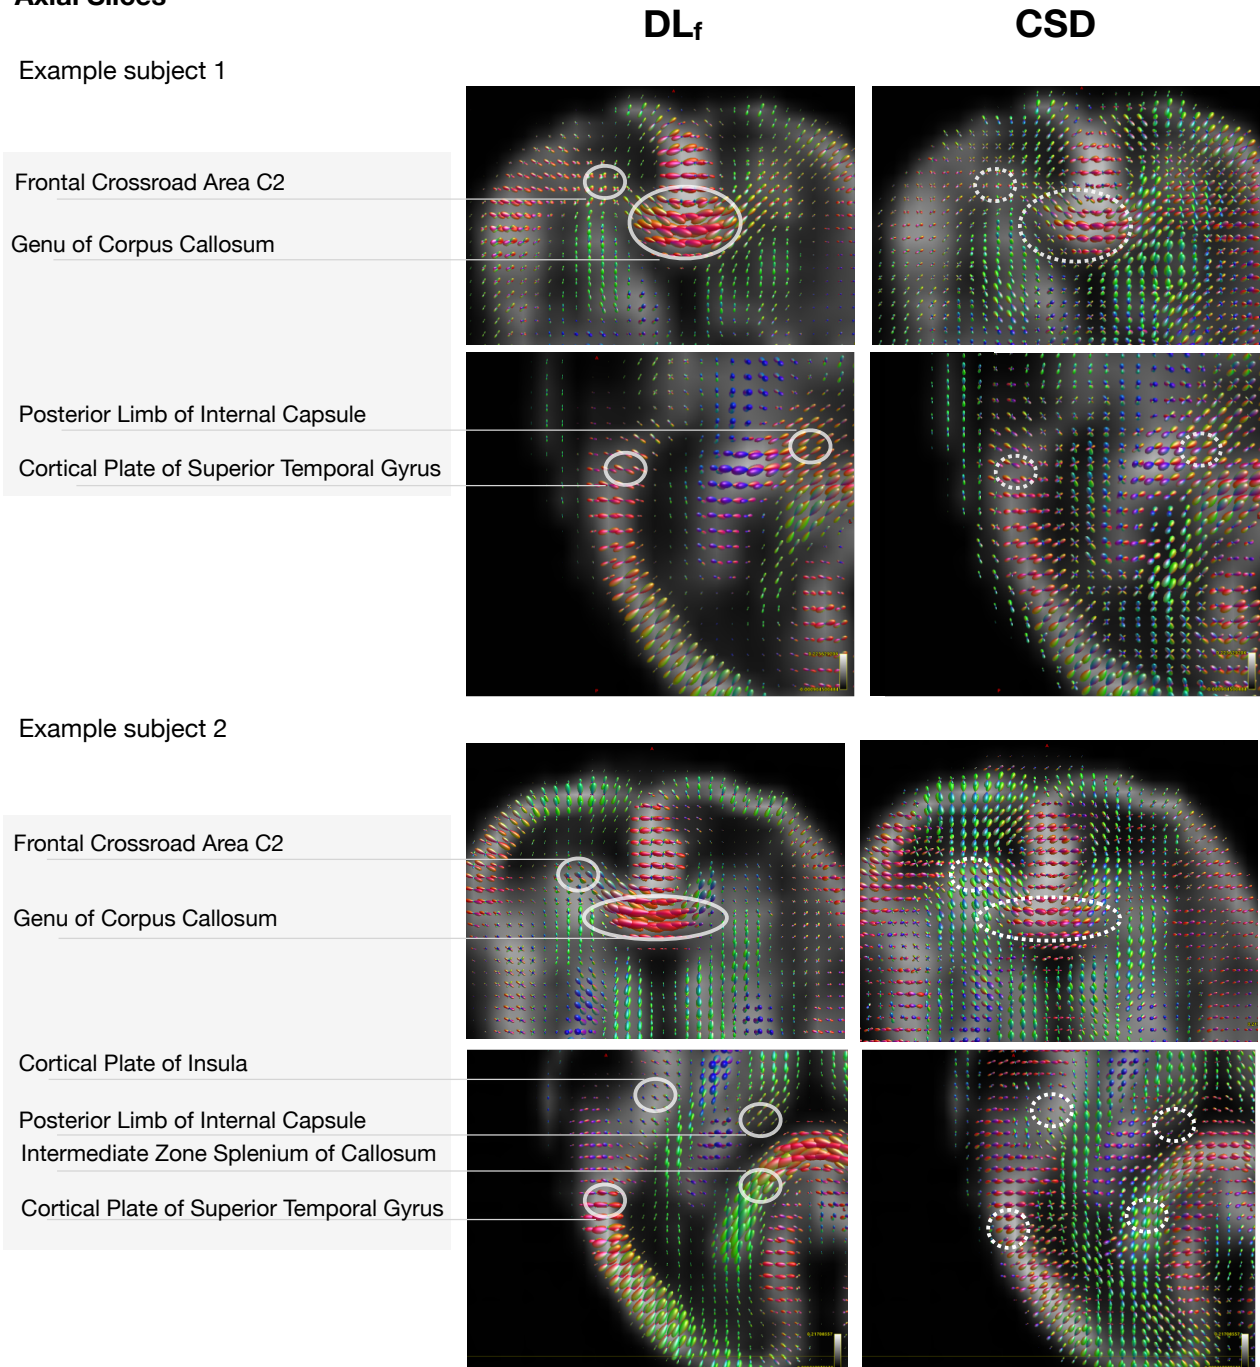 Axial Slices
DLf
CSD
Example subject 1
Frontal Crossroad Area C2
Genu of Corpus Callosum
Posterior Limb of Internal Capsule
Cortical Plate of Superior Temporal Gyrus
Example subject 2
Frontal Crossroad Area C2
Genu of Corpus Callosum
Cortical Plate of Insula
Posterior Limb of Internal Capsule
Intermediate Zone Splenium of Callosum
Cortical Plate of Superior Temporal Gyrus